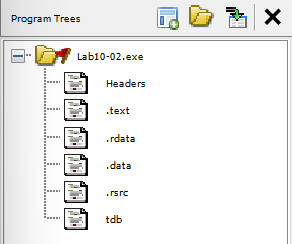 Program Trees
Lab10-02.exe
Headers
.text
.rdata
.data
.rsrc
tdb